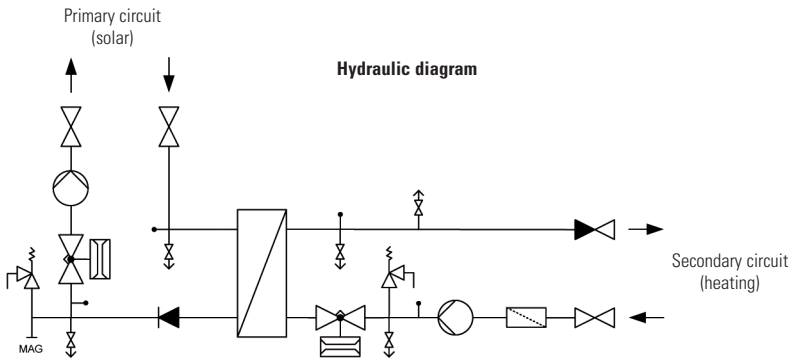 Primary circuit
(solar)
Hydraulic diagram
Secondary circuit
(heating)
MAG